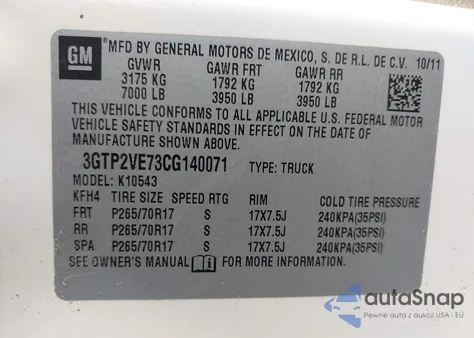 GM
MFD BY GENERAL MOTORS DE MEXICO, S. DE R.L. DE C.V. 10/11
GVWR GAWR FRT GAWR RR
3175 KG 1792 KG 1792 KG
7000 LB 3950 LB 3950 LB
THIS VEHICLE CONFORMS TO ALL APPLICABLE U.S. FEDERAL MOTOR
VEHICLE SAFETY STANDARDS IN EFFECT ON THE DATE OF
MANUFACTURE SHOWN ABOVE.
3GTP2VE73CG140071 TYPE: TRUCK
MODEL: K10543
KFH4 TIRE SIZE SPEED RTG RIM COLD TIRE PRESSURE
FRT P265/70R17 S 17X7.5J 240KPA(35PSI)
RR P265/70R17 S 17X7.5J 240KPA(35PSI)
SPA P265/70R17 S 17X7.5J 240KPA(35PSI)
SEE OWNER'S MANUAL FOR MORE INFORMATION.
autoSnap
Pewne auta z USA i EU